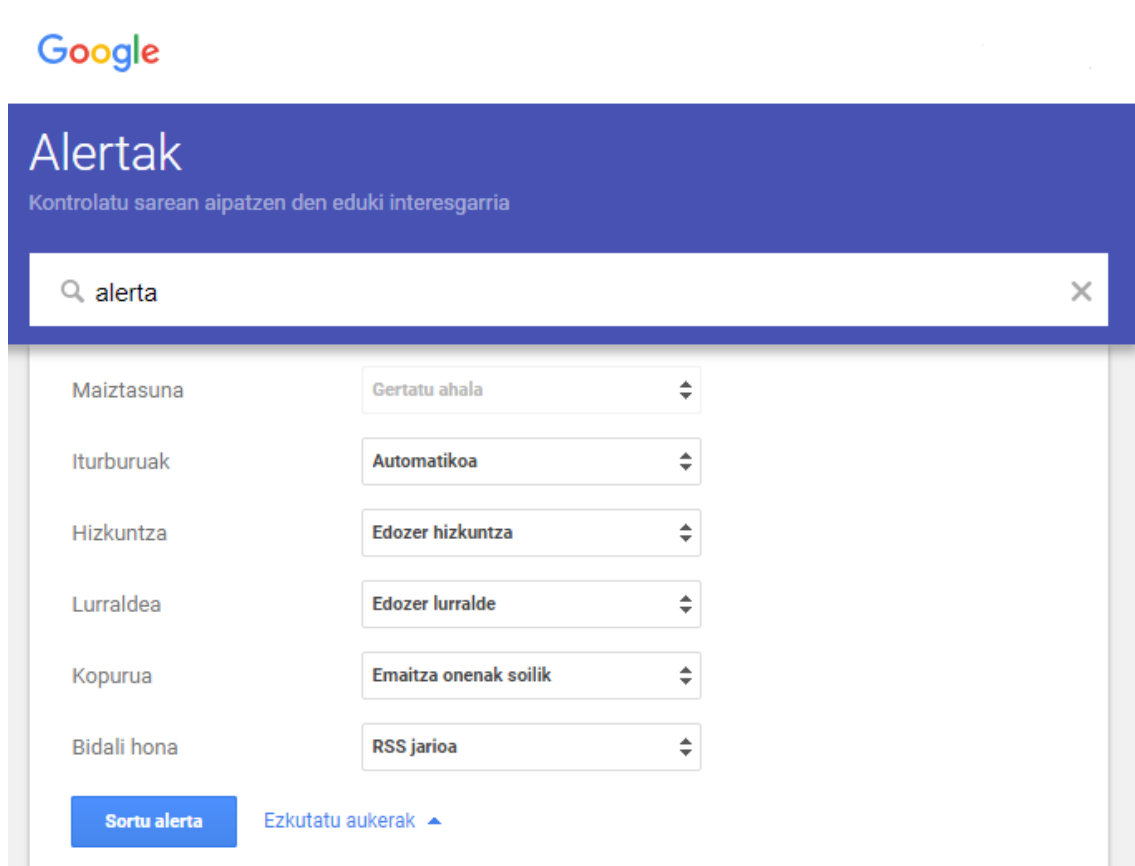 Google
Alertak
Kontrolatu sarean aipatzen den eduki interesgarria
alerta
Maiztasuna Gertatu ahala
Iturburuak Automatikoa
Hizkuntza Edozer hizkuntza
Lurraldea Edozer lurralde
Kopurua Emaitza onenak soilik
Bidali hona RSS jarioa
Sortu alerta Ezkutatu aukerak